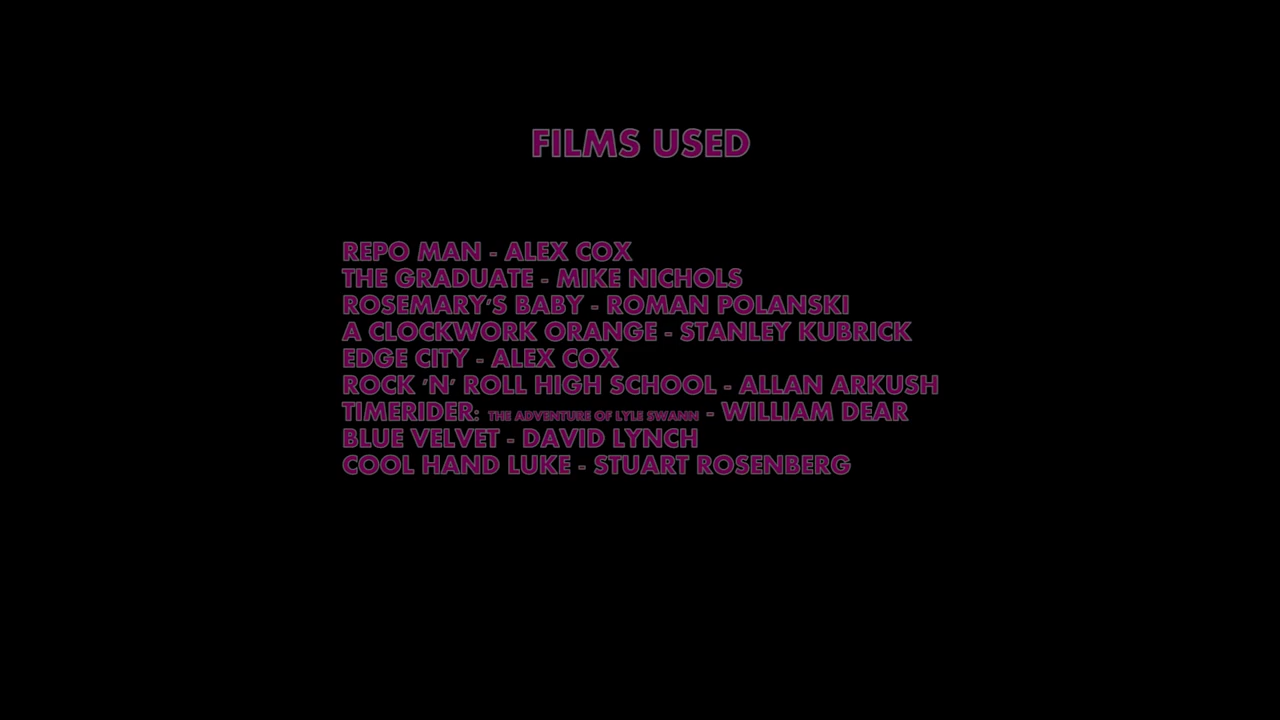 FILMS USED
REPO MAN - ALEX COX
THE GRADUATE - MIKE NICHOLS
ROSEMARY'S BABY - ROMAN POLANSKI
A CLOCKWORK ORANGE - STANLEY KUBRICK
EDGE CITY - ALEX COX
ROCK 'N' ROLL HIGH SCHOOL - ALLAN ARKUSH
TIMERIDER: THE ADVENTURE OF LYLE SWANN - WILLIAM DEAR
BLUE VELVET - DAVID LYNCH
COOL HAND LUKE - STUART ROSENBERG